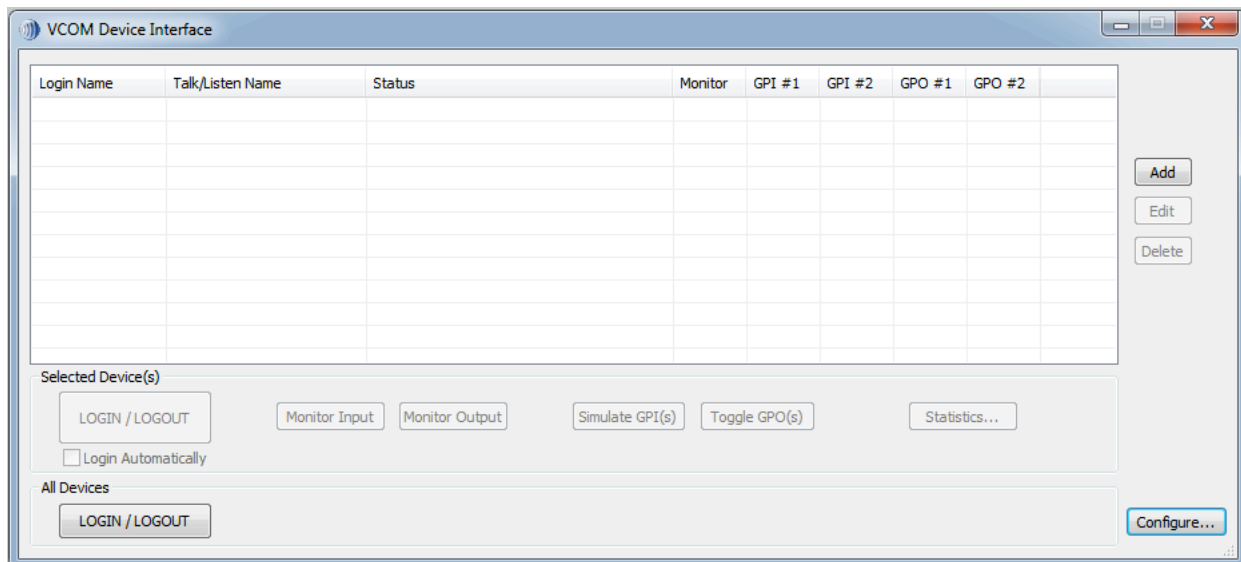 VCOM Device Interface
Login Name Talk/Listen Name Status Monitor GPI #1 GPI #2 GPO #1 GPO #2
Add
Edit
Delete
Selected Device(s)
LOGIN / LOGOUT Monitor Input Monitor Output Simulate GPI(s) Toggle GPO(s) Statistics...
Login Automatically
All Devices
LOGIN / LOGOUT
Configure...